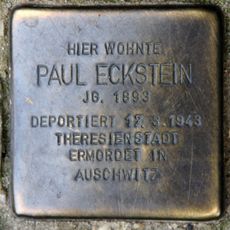 HIER WOHNTE
PAUL ECKSTEIN
JG. 1893
DEPORTIERT 17.3.1943
THERESIENSTADT
ERMORDET IN
AUSCHWITZ